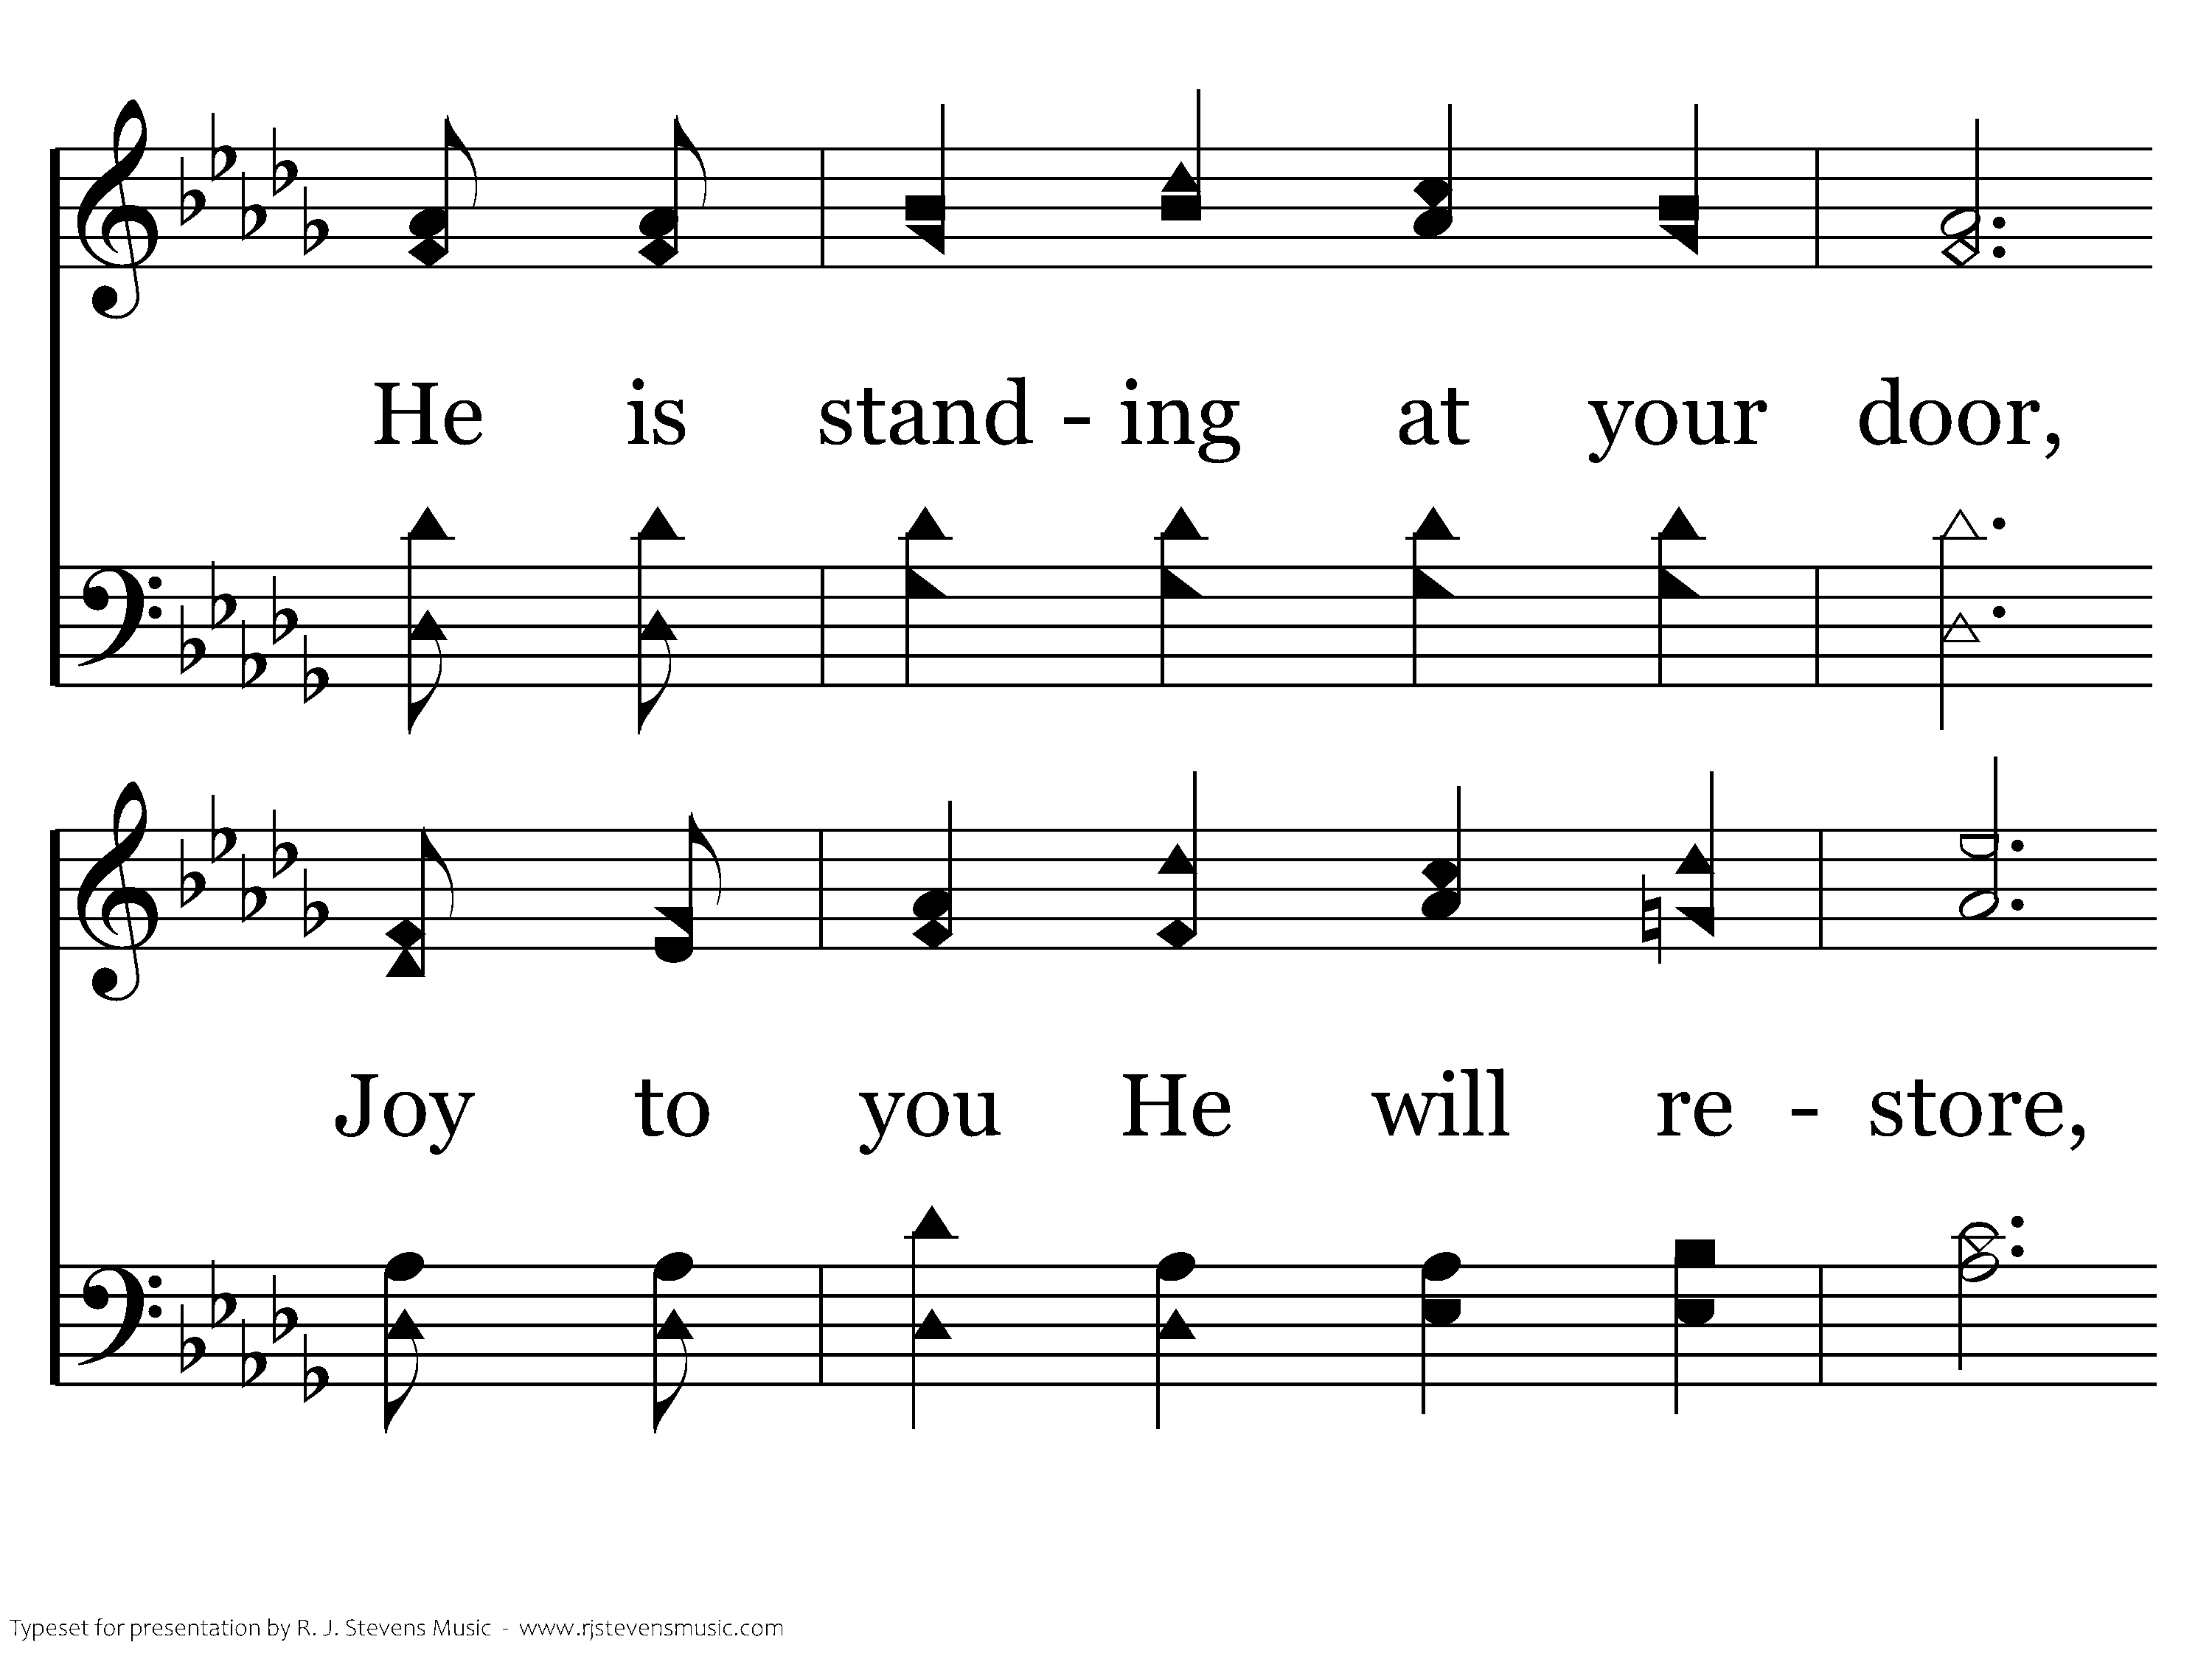 He is stand - ing at your door,
Joy to you He will re - store,
Typeset for presentation by R. J. Stevens Music - www.rjstevensmusic.com